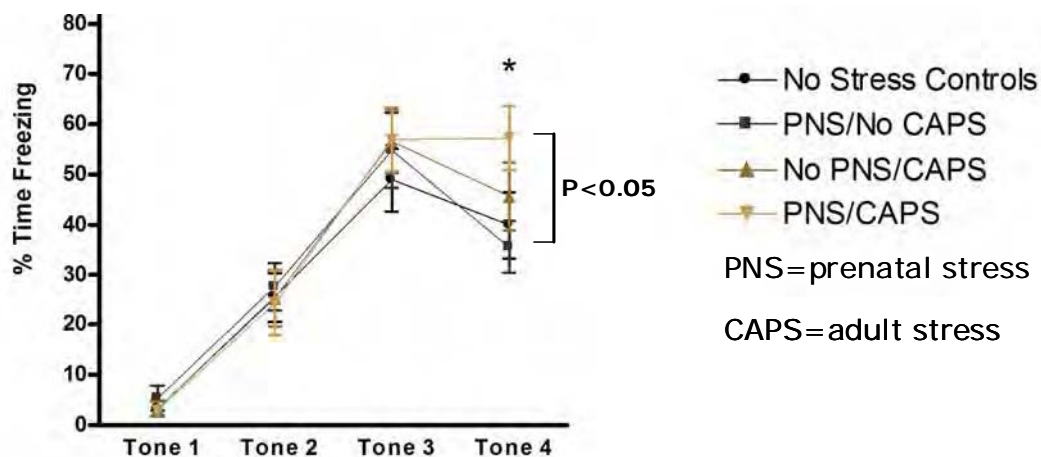 % Time Freezing
80
70
60
50
40
30
20
10
0
Tone 1 Tone 2 Tone 3 Tone 4
*
P<0.05
No Stress Controls
PNS/No CAPS
No PNS/CAPS
PNS/CAPS
PNS=prenatal stress
CAPS=adult stress